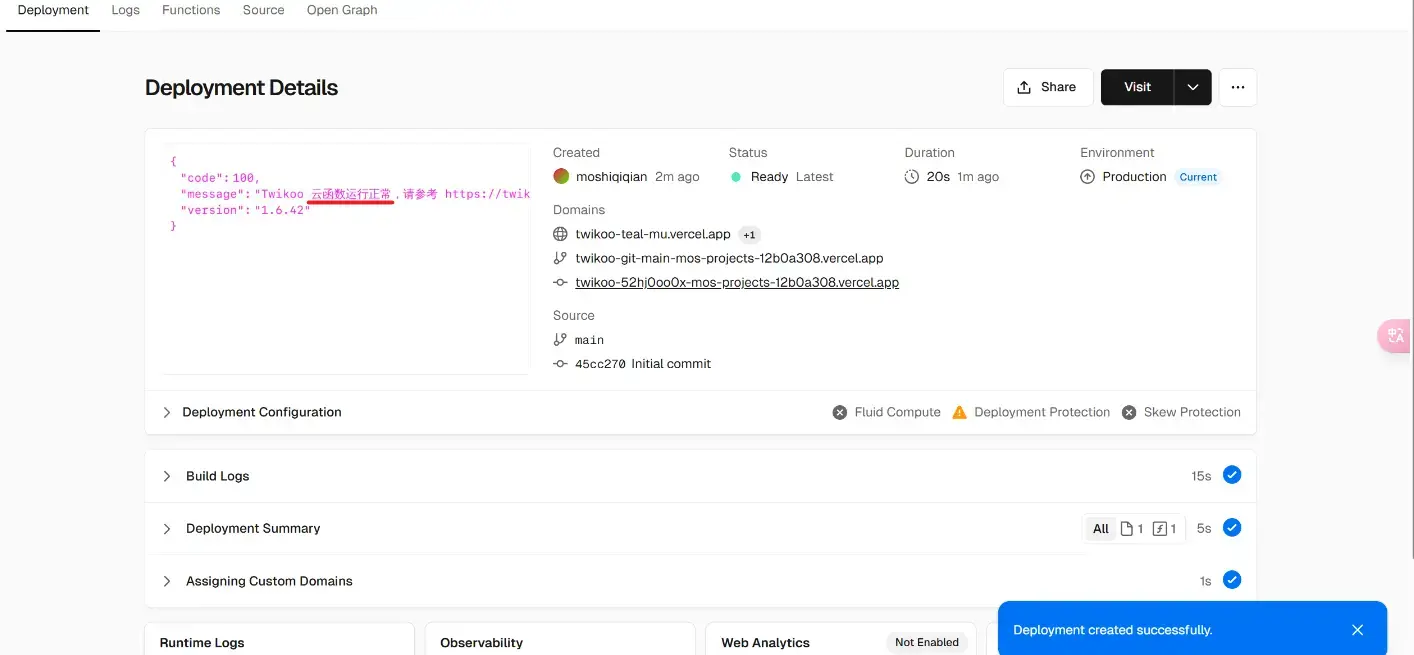 Deployment Logs Functions Source Open Graph
Deployment Details
Share Visit
{
"code": 100,
"message": "Twikoo 云函数运行正常，请参考 https://twik
"version": "1.6.42"
}
Created Status Duration Environment
moshiqiqian 2m ago Ready Latest 20s 1m ago Production Current
Domains
twikoo-teal-mu.vercel.app +1
twikoo-git-main-mos-projects-12b0a308.vercel.app
twikoo-52hj0oo0x-mos-projects-12b0a308.vercel.app
Source
main
45cc270 Initial commit
Deployment Configuration Fluid Compute Deployment Protection Skew Protection
Build Logs 15s
Deployment Summary All 1 1 5s
Assigning Custom Domains 1s
Runtime Logs Observability Web Analytics Not Enabled
Deployment created successfully.